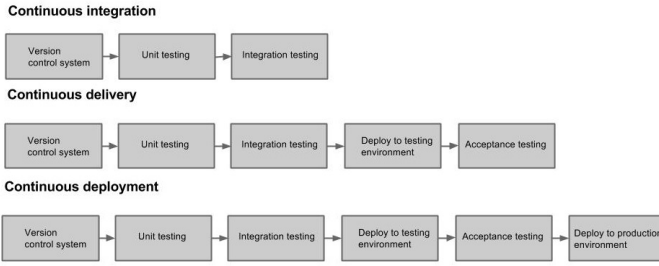 Continuous integration
Version
control system
Unit testing
Integration testing
Continuous delivery
Version
control system
Unit testing
Integration testing
Deploy to testing
environment
Acceptance testing
Continuous deployment
Version
control system
Unit testing
Integration testing
Deploy to testing
environment
Acceptance testing
Deploy to production
environment